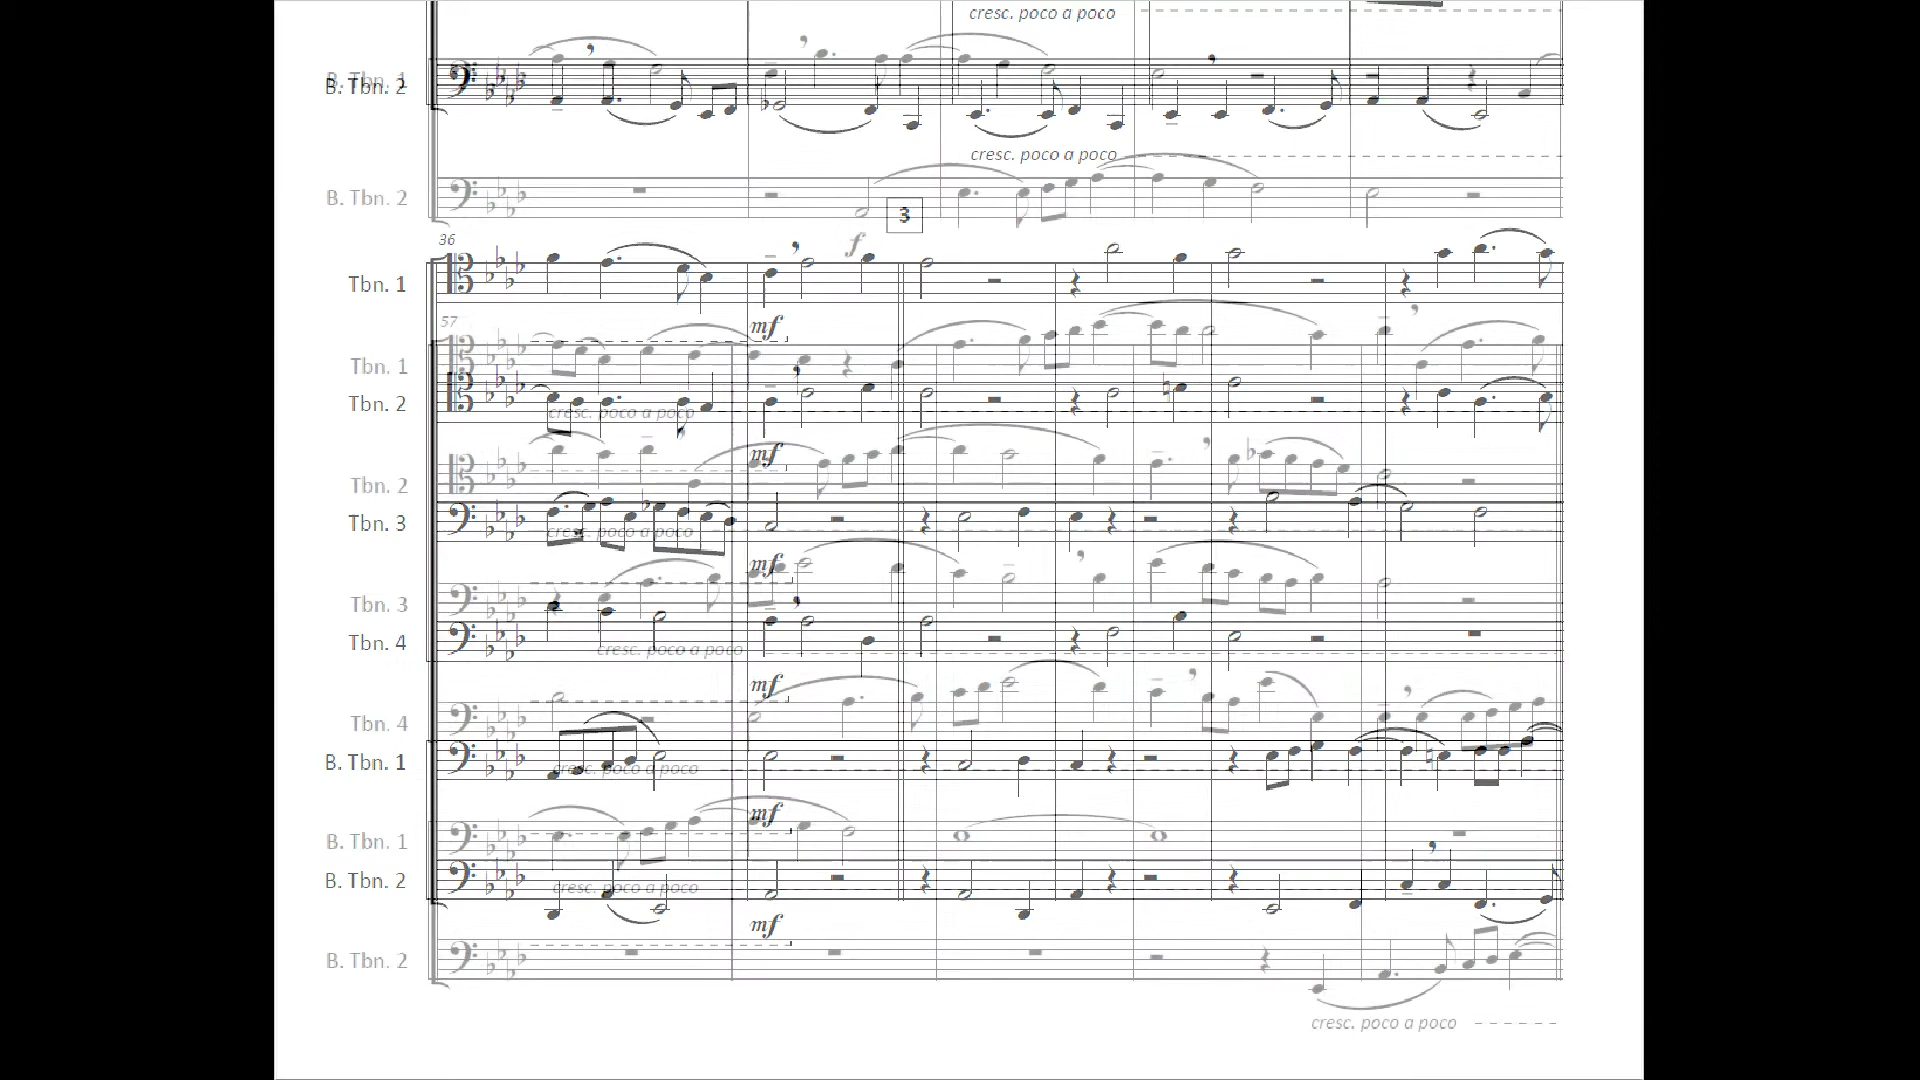 cresc. poco a poco
B. Tbn. 1
B. Tbn. 2
cresc. poco a poco
B. Tbn. 2
3
36
f
Tbn. 1
57
mf
Tbn. 1
Tbn. 2
cresc. poco a poco
mf
Tbn. 2
Tbn. 3
cresc. poco a poco
mf
Tbn. 3
Tbn. 4
cresc. poco a poco
mf
Tbn. 4
B. Tbn. 1
cresc. poco a poco
mf
B. Tbn. 1
B. Tbn. 2
cresc. poco a poco
mf
B. Tbn. 2
cresc. poco a poco